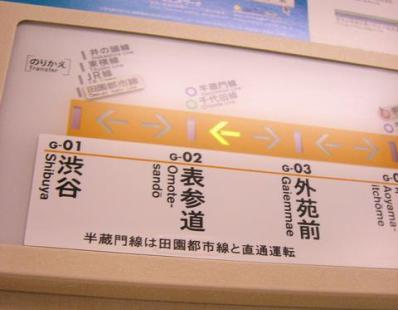 のりかえ
Transfer
井の頭線
東横線
JR線
田園都市線
半蔵門線
千代田線
G-01
渋谷
Shibuya
G-02
表参道
Omote-
sandō
G-03
外苑前
Gaiemmae
Aoyama-
itchōme
半蔵門線は田園都市線と直通運転